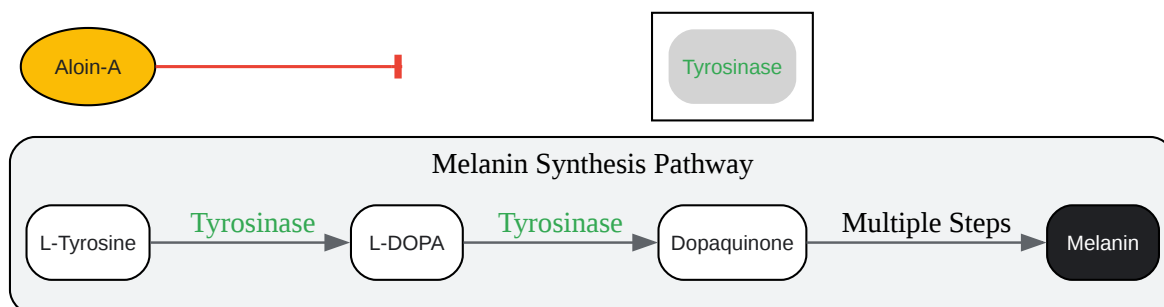 Aloin-A
Tyrosinase
Melanin Synthesis Pathway
L-Tyrosine
Tyrosinase
L-DOPA
Tyrosinase
Dopaquinone
Multiple Steps
Melanin